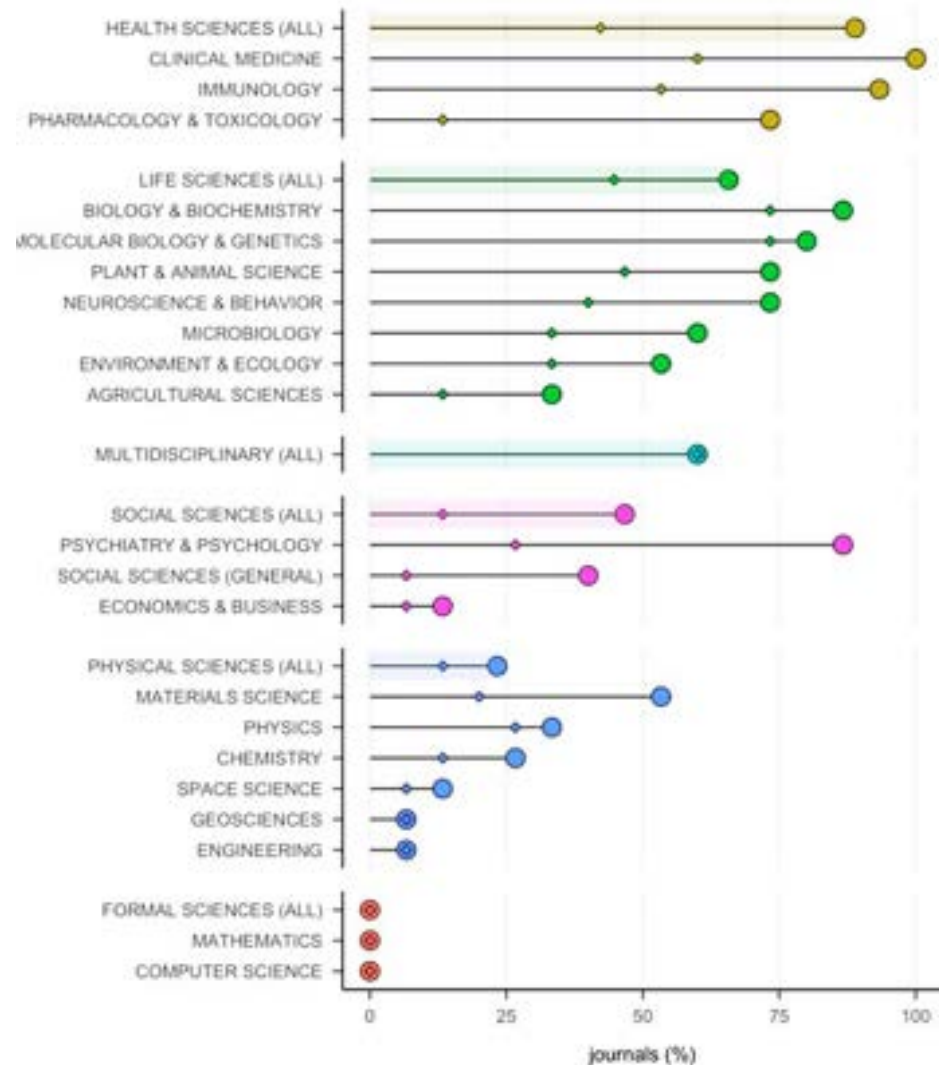 HEALTH SCIENCES (ALL)
CLINICAL MEDICINE
IMMUNOLOGY
PHARMACOLOGY & TOXICOLOGY
LIFE SCIENCES (ALL)
BIOLOGY & BIOCHEMISTRY
MOLECULAR BIOLOGY & GENETICS
PLANT & ANIMAL SCIENCE
NEUROSCIENCE & BEHAVIOR
MICROBIOLOGY
ENVIRONMENT & ECOLOGY
AGRICULTURAL SCIENCES
MULTIDISCIPLINARY (ALL)
SOCIAL SCIENCES (ALL)
PSYCHIATRY & PSYCHOLOGY
SOCIAL SCIENCES (GENERAL)
ECONOMICS & BUSINESS
PHYSICAL SCIENCES (ALL)
MATERIALS SCIENCE
PHYSICS
CHEMISTRY
SPACE SCIENCE
GEOSCIENCES
ENGINEERING
FORMAL SCIENCES (ALL)
MATHEMATICS
COMPUTER SCIENCE
0 25 50 75 100
journals (%)